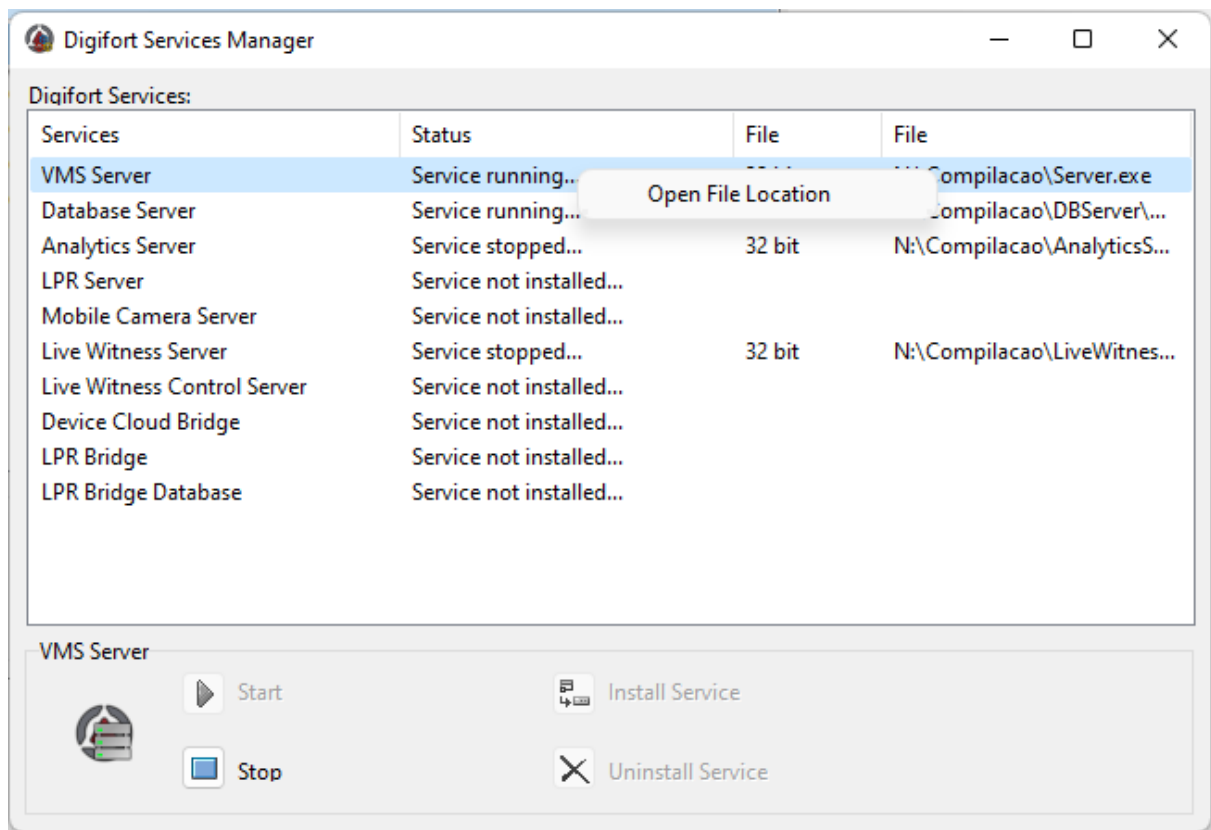 Digifort Services Manager
Digifort Services:
Services Status File File
VMS Server Service running... Compilacao\Server.exe
Open File Location
Database Server Service running... Compilacao\DBServer\...
Analytics Server Service stopped... 32 bit N:\Compilacao\AnalyticsS...
LPR Server Service not installed...
Mobile Camera Server Service not installed...
Live Witness Server Service stopped... 32 bit N:\Compilacao\LiveWitnes...
Live Witness Control Server Service not installed...
Device Cloud Bridge Service not installed...
LPR Bridge Service not installed...
LPR Bridge Database Service not installed...
VMS Server
Start Install Service
Stop Uninstall Service